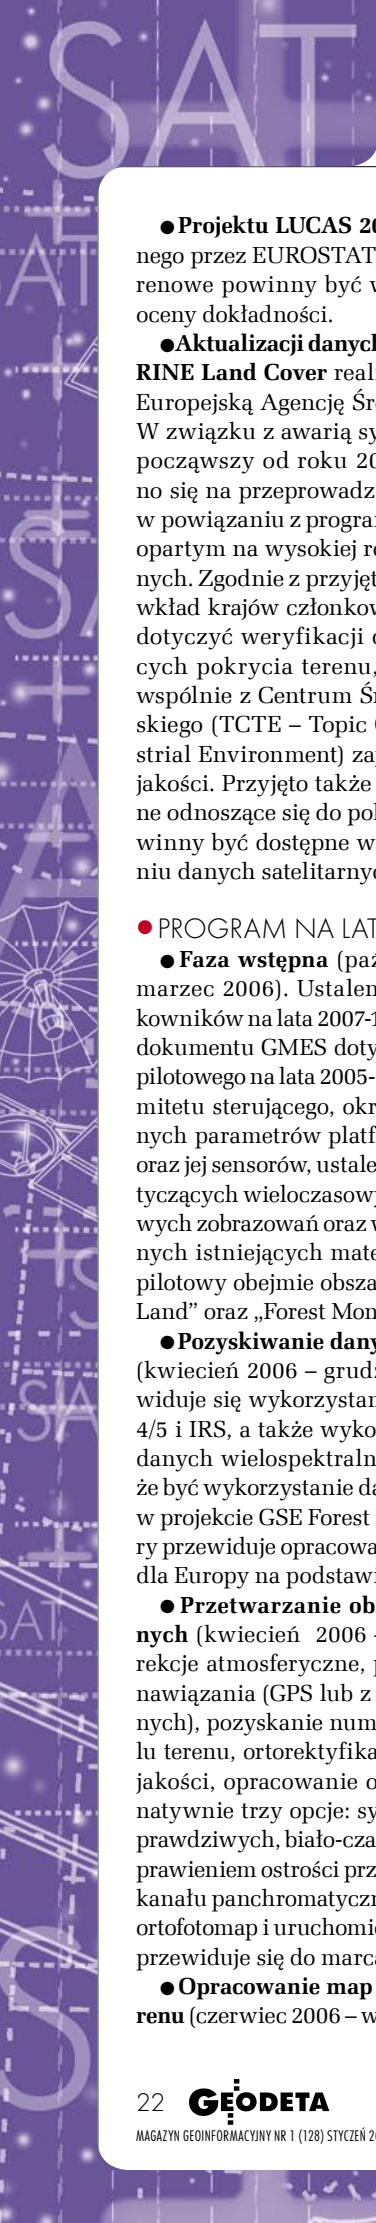 SAT
● Projektu LUCAS 20
nego przez EUROSTAT
renowe powinny być w
oceny dokładności.
● Aktualizacji danych
RINE Land Cover real
Europejską Agencję Śr
W związku z awarią sy
począwszy od roku 20
no się na przeprowadz
w powiązaniu z progra
opartym na wysokiej ro
nych. Zgodnie z przyjęt
wkład krajów członkow
dotyczyć weryfikacji
cych pokrycia terenu,
wspólnie z Centrum Śr
skiego (TCTE – Topic
strial Environment) za
jakości. Przyjęto także
ne odnoszące się do pol
winny być dostępne w
niu danych satelitarnyc
● PROGRAM NA LAT
● Faza wstępna (paź
marzec 2006). Ustalen
kowników na lata 2007-1
dokumentu GMES doty
pilotowego na lata 2005-
mitetu sterującego, okr
nych parametrów platf
oraz jej sensorów, ustale
tyczących wieloczasowy
wych zobrazowań oraz w
nych istniejących mate
pilotowy obejmie obsza
Land” oraz „Forest Mon
● Pozyskiwanie dany
(kwiecień 2006 – grudz
widuje się wykorzystan
4/5 i IRS, a także wyko
danych wielospektraln
że być wykorzystanie da
w projekcie GSE Forest
ry przewiduje opracowa
dla Europy na podstawi
● Przetwarzanie ob
nych (kwiecień 2006 –
rekcje atmosferyczne, p
nawiązania (GPS lub z
nych), pozyskanie num
lu terenu, ortorektyfika
jakości, opracowanie o
natywnie trzy opcje: sy
prawdziwych, biało-cza
prawieniem ostrości prz
kanału panchromatyczn
ortofotomap i uruchomie
przewiduje się do marca
● Opracowanie map
renu (czerwiec 2006 – w
22 GEODETA
MAGAZYN GEOINFORMACYJNY NR 1 (128) STYCZEŃ 20